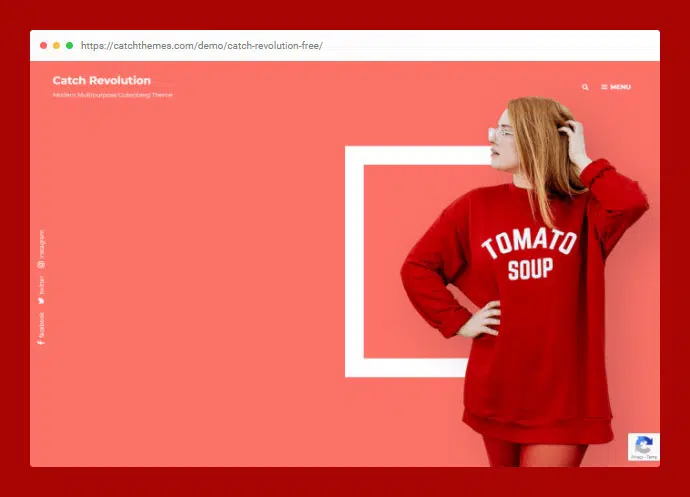 https://catchthemes.com/demo/catch-revolution-free/
Catch Revolution
Modern Multipurpose Gutenberg Theme
MENU
TOMATO
SOUP
instagram
twitter
facebook
Privacy - Terms